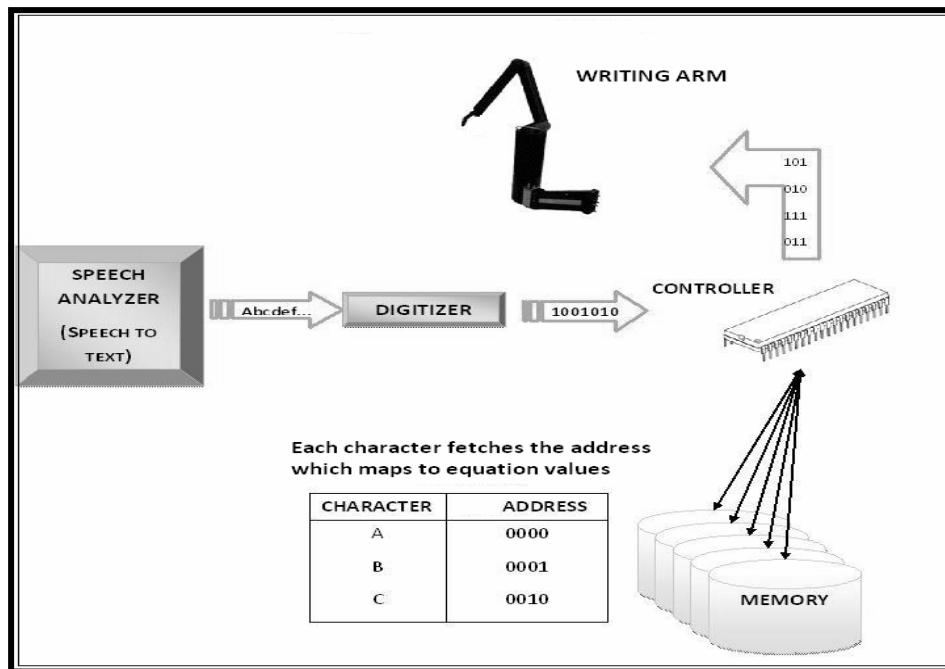 WRITING ARM
101
010
111
011
SPEECH
ANALYZER
(SPEECH TO
TEXT)
Abcdef...
DIGITIZER
1001010
CONTROLLER
Each character fetches the address
which maps to equation values
CHARACTER ADDRESS
A 0000
B 0001
C 0010
MEMORY